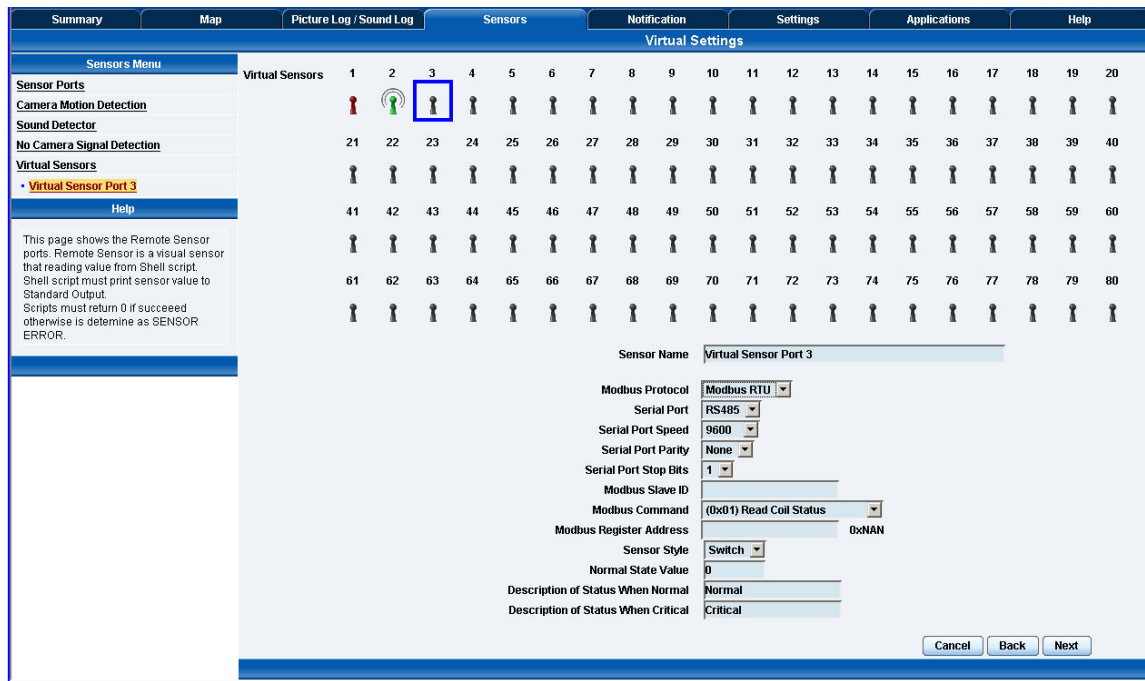 Summary Map Picture Log / Sound Log Sensors Notification Settings Applications Help
Virtual Settings
Sensors Menu
Sensor Ports
Camera Motion Detection
Sound Detector
No Camera Signal Detection
Virtual Sensors
Virtual Sensor Port 3
Help
This page shows the Remote Sensor
ports. Remote Sensor is a visual sensor
that reading value from Shell script.
Shell script must print sensor value to
Standard Output.
Scripts must return 0 if succeeed
otherwise is detemine as SENSOR
ERROR.
Virtual Sensors 1 2 3 4 5 6 7 8 9 10 11 12 13 14 15 16 17 18 19 20
21 22 23 24 25 26 27 28 29 30 31 32 33 34 35 36 37 38 39 40
41 42 43 44 45 46 47 48 49 50 51 52 53 54 55 56 57 58 59 60
61 62 63 64 65 66 67 68 69 70 71 72 73 74 75 76 77 78 79 80
Sensor Name Virtual Sensor Port 3
Modbus Protocol Modbus RTU
Serial Port RS485
Serial Port Speed 9600
Serial Port Parity None
Serial Port Stop Bits 1
Modbus Slave ID
Modbus Command (0x01) Read Coil Status
Modbus Register Address 0xNAN
Sensor Style Switch
Normal State Value 0
Description of Status When Normal Normal
Description of Status When Critical Critical
Cancel Back Next